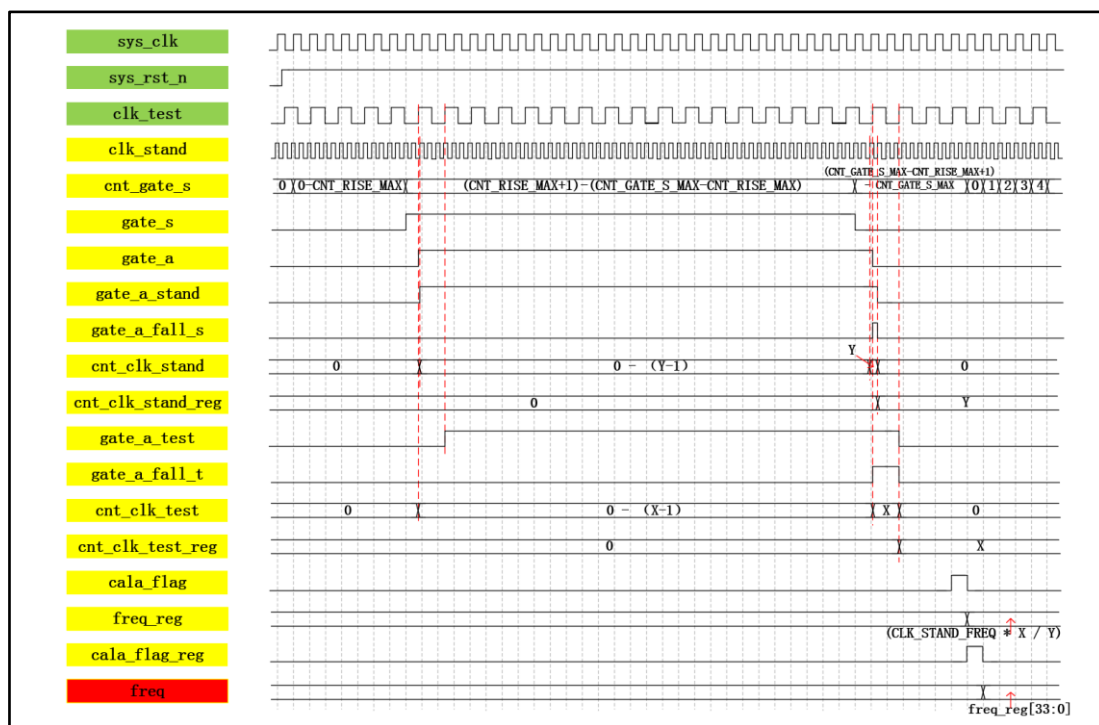 sys_clk
sys_rst_n
clk_test
clk_stand
(CNT_GATE_S_MAX-CNT_RISE_MAX+1)
cnt_gate_s 0 0-CNT_RISE_MAX (CNT_RISE_MAX+1)-(CNT_GATE_S_MAX-CNT_RISE_MAX) - CNT_GATE_S_MAX 0 1 2 3 4
gate_s
gate_a
gate_a_stand
gate_a_fall_s
Y
cnt_clk_stand 0 0- (Y-1) 0
cnt_clk_stand_reg 0 Y
gate_a_test
gate_a_fall_t
cnt_clk_test 0 0- (X-1) X 0
cnt_clk_test_reg 0 X
cala_flag
freq_reg
(CLK_STAND_FREQ * X / Y)
cala_flag_reg
freq
freq_reg[33:0]